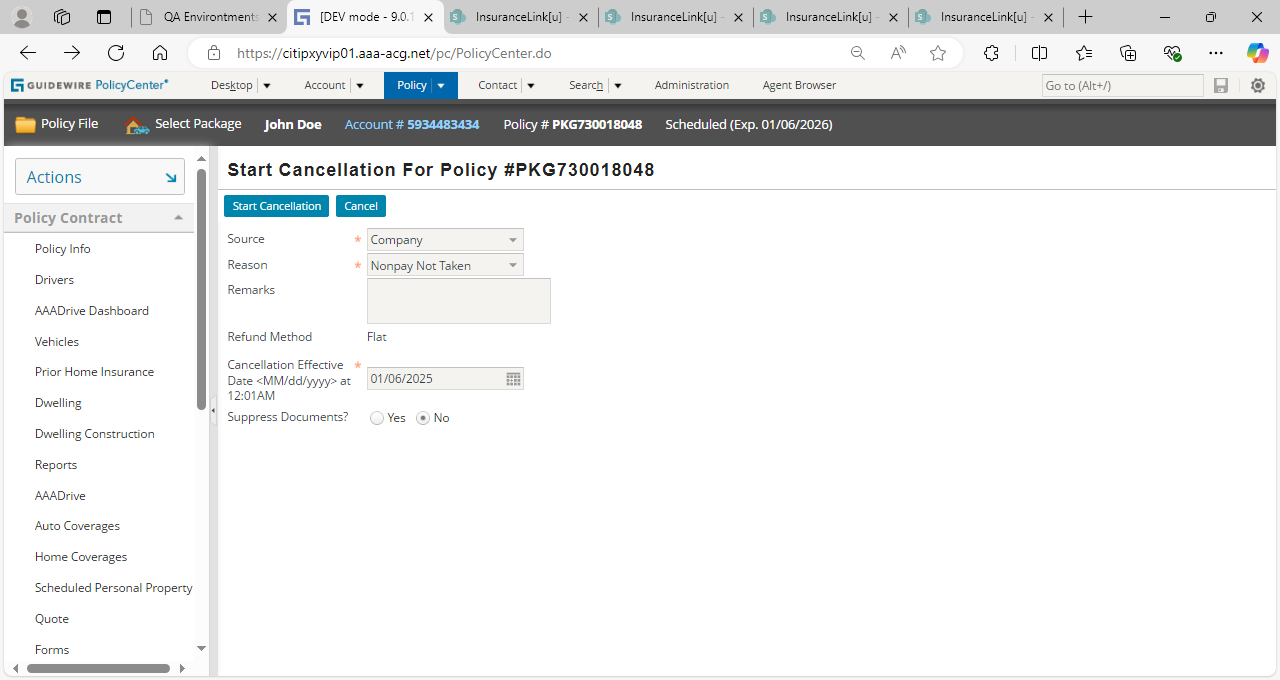 QA Environtments
[DEV mode - 9.0.1
InsuranceLink[u] -
InsuranceLink[u] -
InsuranceLink[u] -
InsuranceLink[u] -
https://citipxyvip01.aaa-acg.net/pc/PolicyCenter.do
GUIDEWIRE PolicyCenter®
Desktop
Account
Policy
Contact
Search
Administration
Agent Browser
Go to (Alt+/)
Policy File
Select Package
John Doe
Account # 5934483434
Policy # PKG730018048
Scheduled (Exp. 01/06/2026)
Actions
Policy Contract
Policy Info
Drivers
AAADrive Dashboard
Vehicles
Prior Home Insurance
Dwelling
Dwelling Construction
Reports
AAADrive
Auto Coverages
Home Coverages
Scheduled Personal Property
Quote
Forms
Start Cancellation For Policy #PKG730018048
Start Cancellation
Cancel
Source * Company
Reason * Nonpay Not Taken
Remarks
Refund Method Flat
Cancellation Effective *
Date <MM/dd/yyyy> at 01/06/2025
12:01AM
Suppress Documents? Yes No